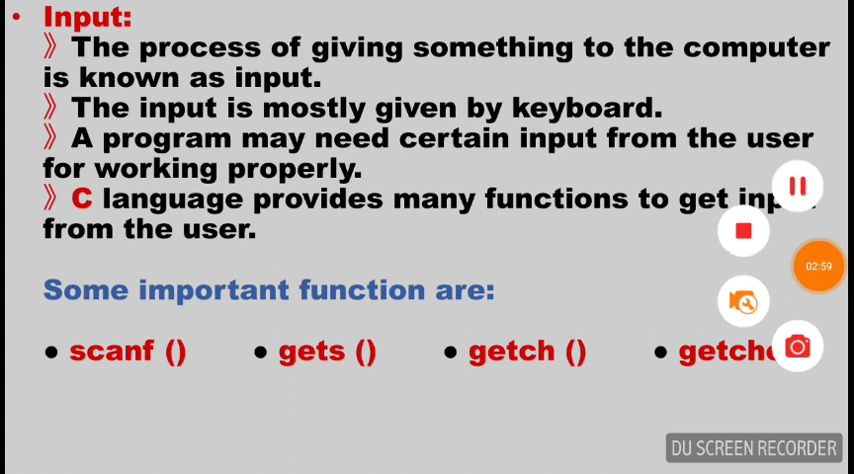 • Input:
》 The process of giving something to the computer
is known as input.
》 The input is mostly given by keyboard.
》 A program may need certain input from the user
for working properly.
》 C language provides many functions to get
from the user.
02:59
Some important function are:
● scanf () ● gets () ● getch () ●
DU SCREEN RECORDER